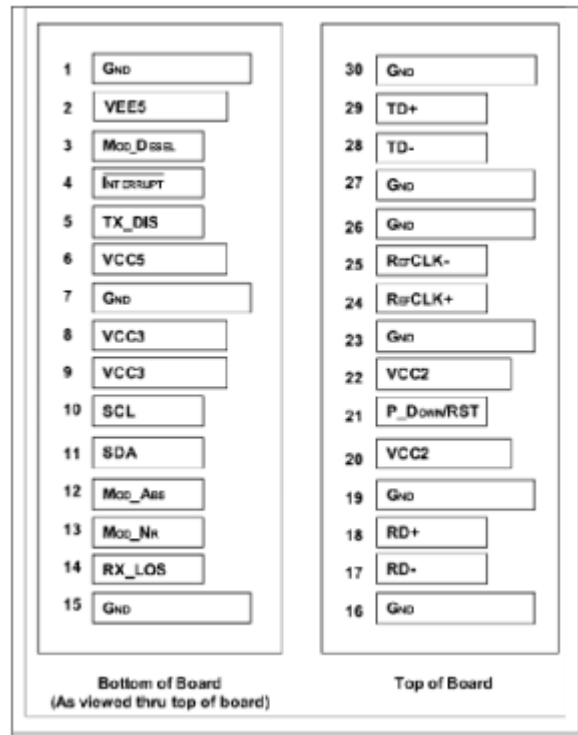 1 GND
2 VEE5
3 MOD_DESEL
4 INTERRUPT
5 TX_DIS
6 VCC5
7 GND
8 VCC3
9 VCC3
10 SCL
11 SDA
12 MOD_ABS
13 MOD_NR
14 RX_LOS
15 GND
Bottom of Board
(As viewed thru top of board)
30 GND
29 TD+
28 TD-
27 GND
26 GND
25 REFCLK-
24 REFCLK+
23 GND
22 VCC2
21 P_DOWN/RST
20 VCC2
19 GND
18 RD+
17 RD-
16 GND
Top of Board